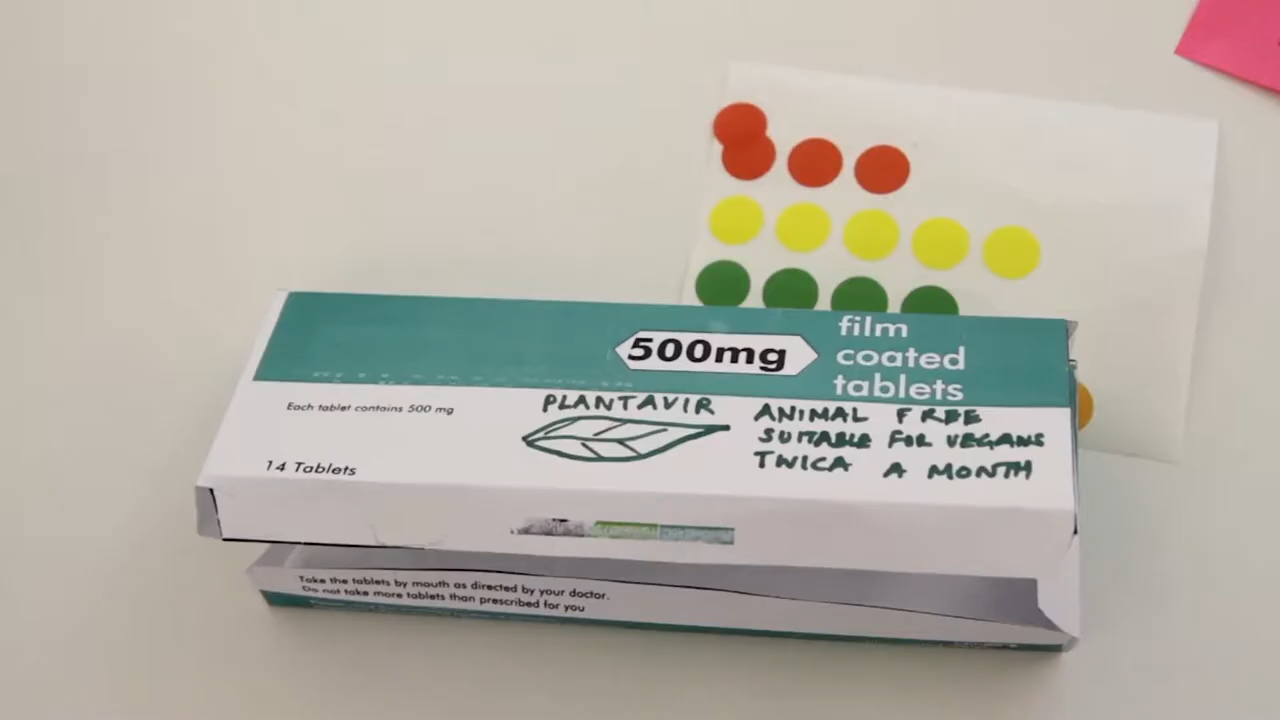 500mg
film
coated
tablets
Each tablet contains 500 mg
PLANTAVIR
ANIMAL FREE
SUITABLE FOR VEGANS
TWICA A MONTH
14 Tablets
Take the tablets by mouth as directed by your doctor.
Do not take more tablets than prescribed for you